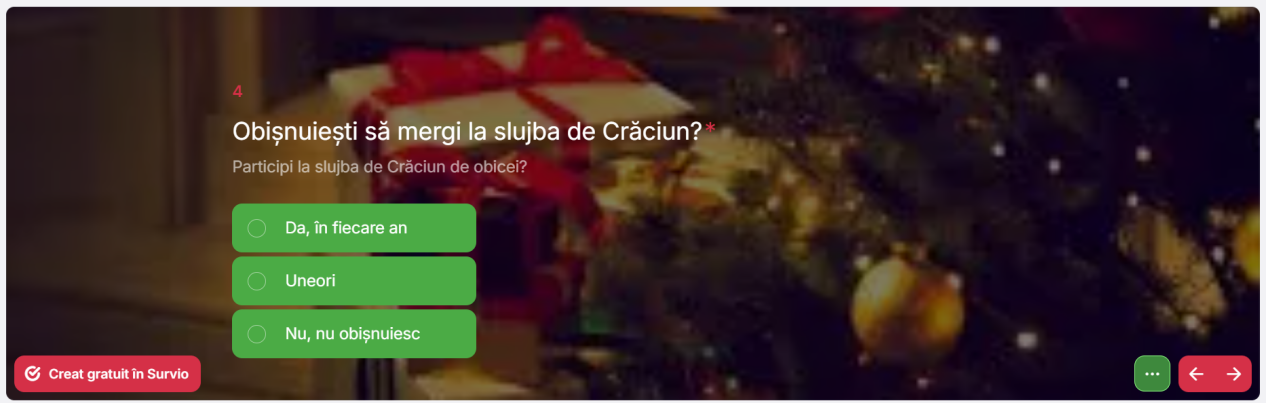 4
Obișnuiești să mergi la slujba de Crăciun?*
Participi la slujba de Crăciun de obicei?
Da, în fiecare an
Uneori
Nu, nu obișnuiesc
Creat gratuit în Survio